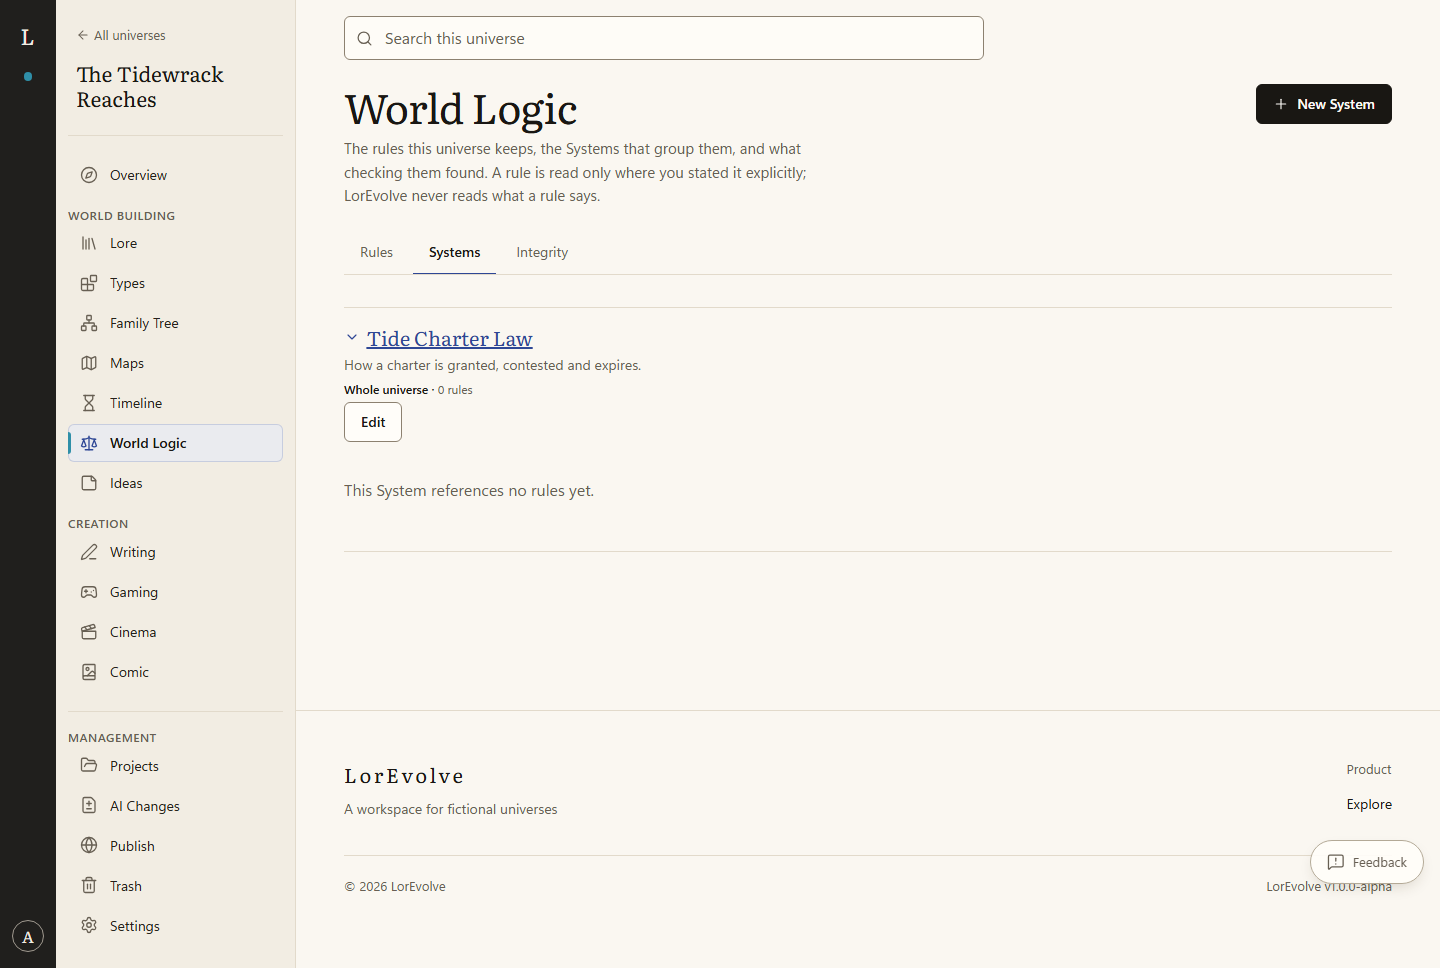 L
All universes
The Tidewrack
Reaches
Overview
WORLD BUILDING
Lore
Types
Family Tree
Maps
Timeline
World Logic
Ideas
CREATION
Writing
Gaming
Cinema
Comic
MANAGEMENT
Projects
AI Changes
Publish
Trash
Settings
A
Search this universe
World Logic
New System
The rules this universe keeps, the Systems that group them, and what
checking them found. A rule is read only where you stated it explicitly;
LorEvolve never reads what a rule says.
Rules
Systems
Integrity
Tide Charter Law
How a charter is granted, contested and expires.
Whole universe · 0 rules
Edit
This System references no rules yet.
LorEvolve
A workspace for fictional universes
Product
Explore
Feedback
© 2026 LorEvolve
LorEvolve v1.0.0-alpha